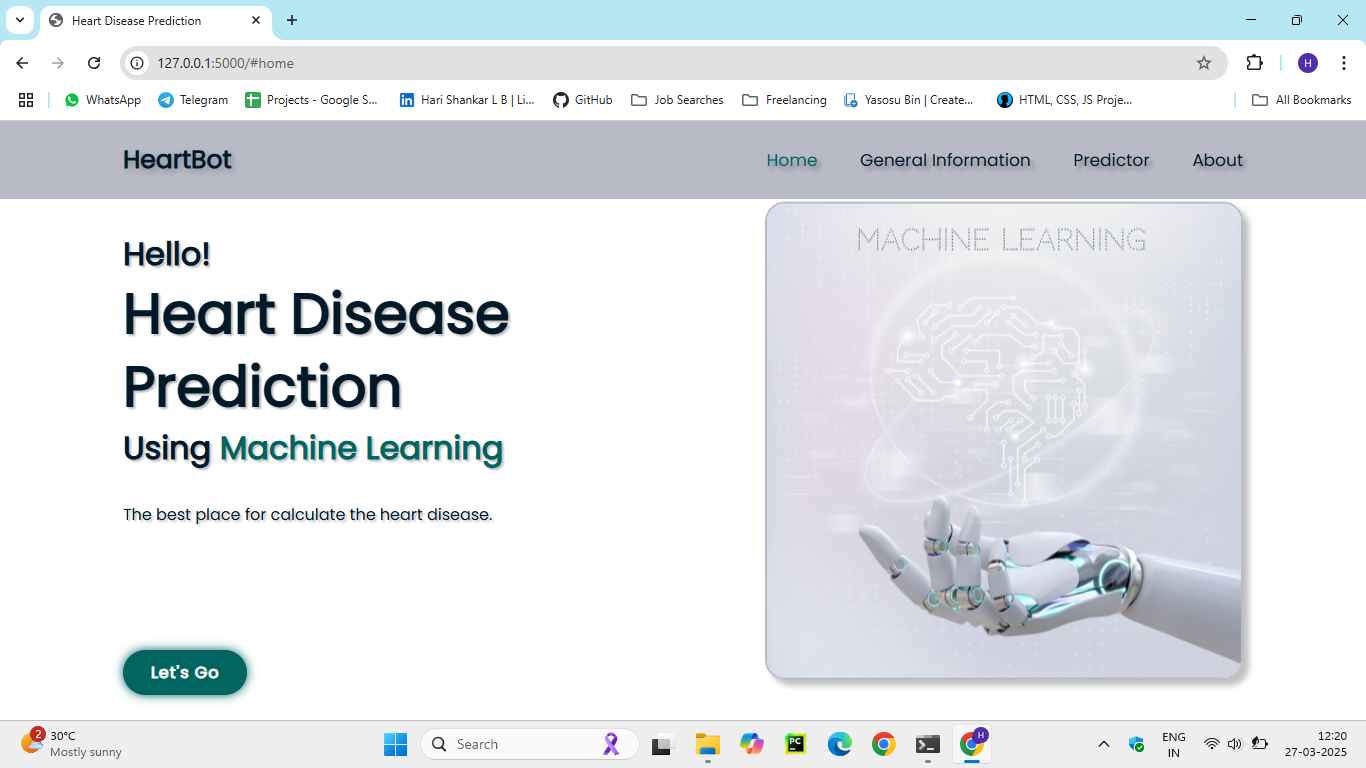 Heart Disease Prediction
127.0.0.1:5000/#home
H
WhatsApp
Telegram
Projects - Google S...
in
Hari Shankar L B | Li...
GitHub
Job Searches
Freelancing
Yasosu Bin | Create...
HTML, CSS, JS Proje...
All Bookmarks
HeartBot
Home
General Information
Predictor
About
Hello!
Heart Disease
Prediction
Using Machine Learning
The best place for calculate the heart disease.
Let's Go
MACHINE LEARNING
2
30°C
Mostly sunny
Search
PC
H
ENG
IN
12:20
27-03-2025